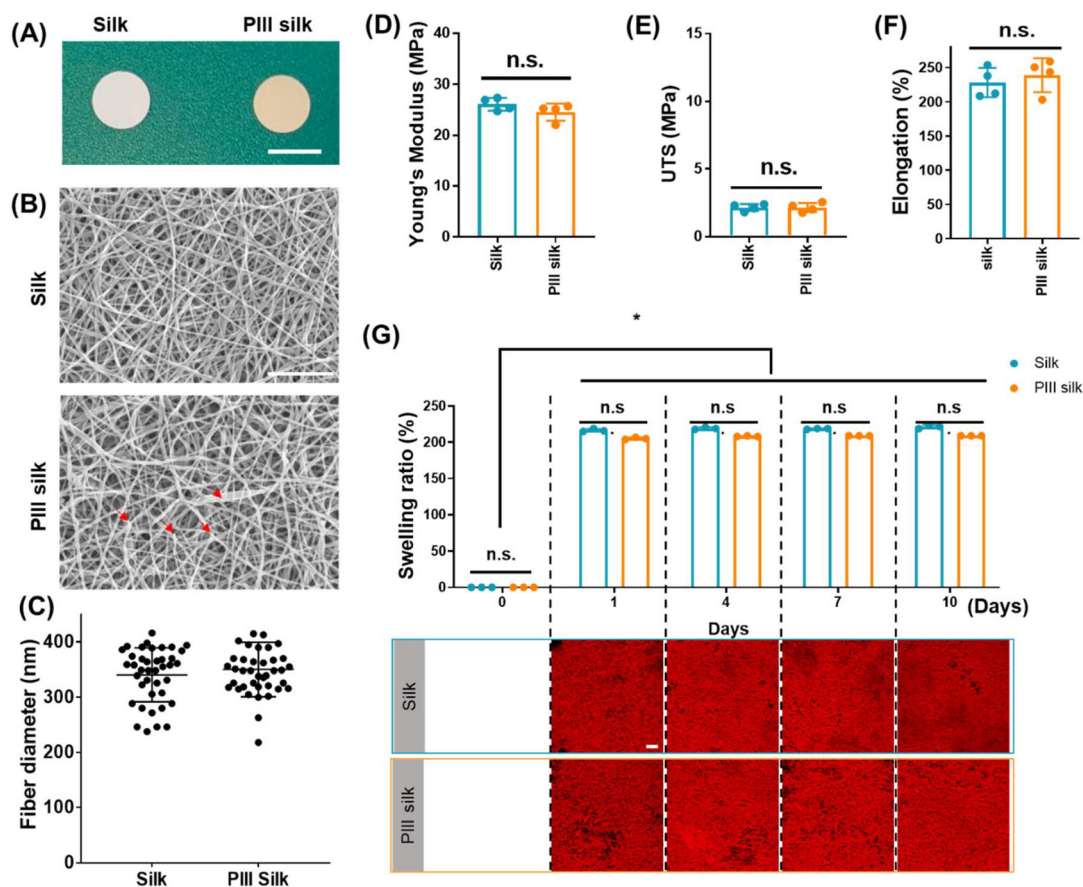 (A)
Silk PIII silk
(B)
Silk
PIII silk
(C)
Fiber diameter (nm)
400
300
200
100
0
Silk PIII Silk
(D)
Young's Modulus (MPa)
40
30
20
10
0
n.s.
Silk
PIII silk
(E)
UTS (MPa)
15
10
5
0
n.s.
Silk
PIII silk
(F)
Elongation (%)
250
200
150
100
50
0
n.s.
silk
PIII silk
(G)
*
Silk
PIII silk
Swelling ratio (%)
250
200
150
100
50
0
n.s. n.s n.s n.s n.s
0 1 4 7 10 (Days)
Days
Silk
PIII silk